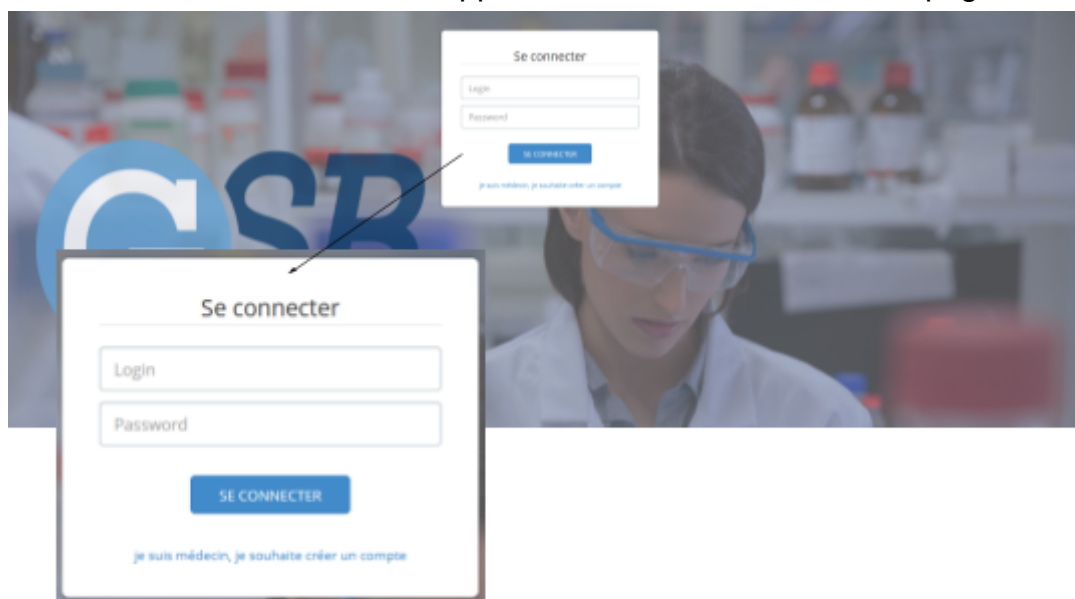 Se connecter
Login
Password
SE CONNECTER
je suis médecin, je souhaite créer un compte
GSB
Se connecter
Login
Password
SE CONNECTER
je suis médecin, je souhaite créer un compte